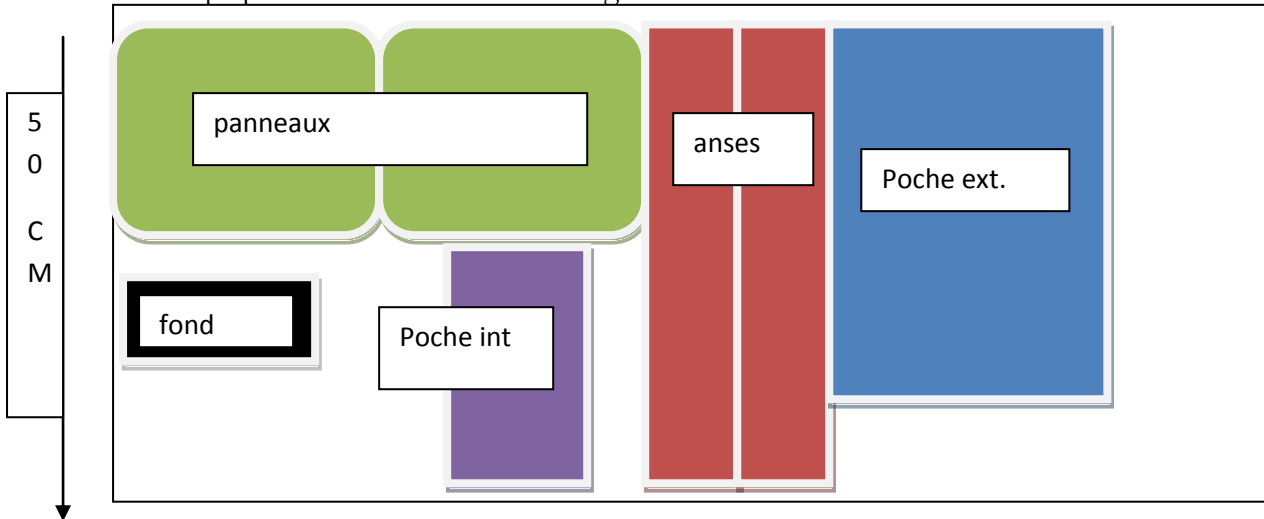 5
0
C
M
panneaux
anses
Poche ext.
fond
Poche int